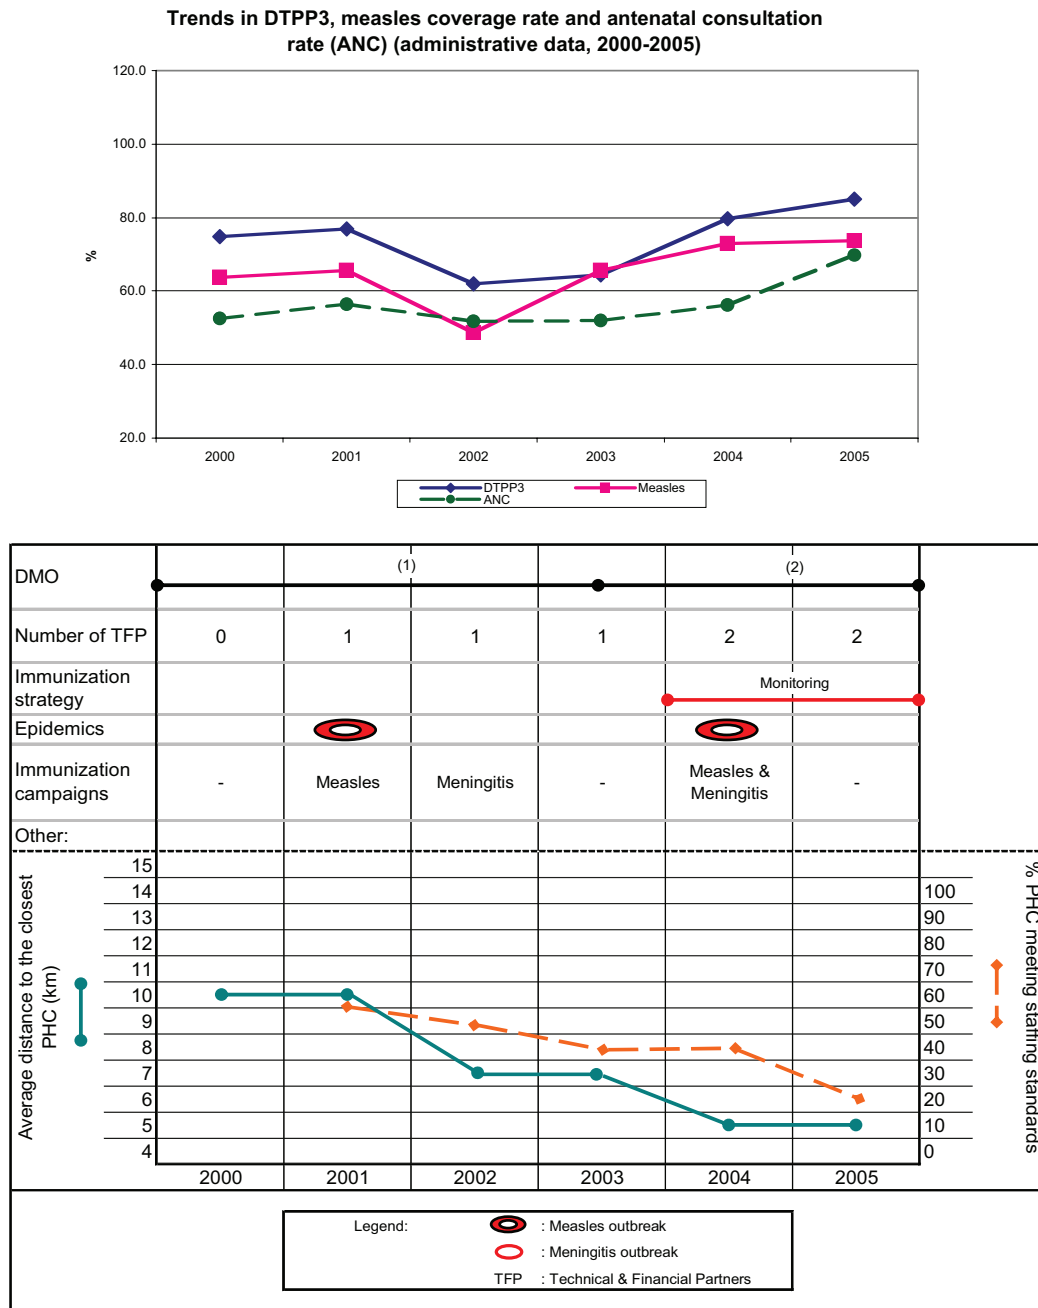 Trends in DTPP3, measles coverage rate and antenatal consultation
rate (ANC) (administrative data, 2000-2005)
120.0
100.0
80.0
60.0
40.0
20.0
%
2000 2001 2002 2003 2004 2005
DTPP3 Measles
ANC
DMO (1) (2)
Number of TFP 0 1 1 1 2 2
Immunization
strategy
Monitoring
Epidemics
Immunization
campaigns
- Measles Meningitis - Measles &
Meningitis -
Other:
Average distance to the closest
PHC (km)
15
14 100
13 90
12 80
11 70
10 60
9 50
8 40
7 30
6 20
5 10
4 0
% PHC meeting staffing standards
2000 2001 2002 2003 2004 2005
Legend: : Measles outbreak
: Meningitis outbreak
TFP : Technical & Financial Partners